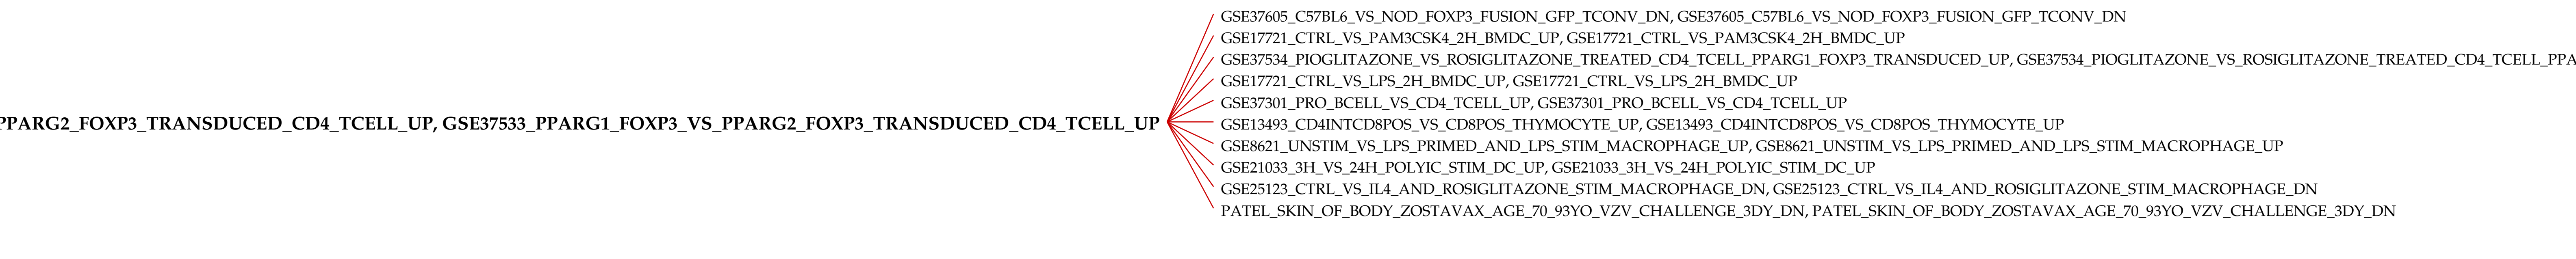 GSE37605_C57BL6_VS_NOD_FOXP3_FUSION_GFP_TCONV_DN, GSE37605_C57BL6_VS_NOD_FOXP3_FUSION_GFP_TCONV_DN
GSE17721_CTRL_VS_PAM3CSK4_2H_BMDC_UP, GSE17721_CTRL_VS_PAM3CSK4_2H_BMDC_UP
GSE37534_PIOGLITAZONE_VS_ROSIGLITAZONE_TREATED_CD4_TCELL_PPARG1_FOXP3_TRANSDUCED_UP, GSE37534_PIOGLITAZONE_VS_ROSIGLITAZONE_TREATED_CD4_TCELL_PPA
GSE17721_CTRL_VS_LPS_2H_BMDC_UP, GSE17721_CTRL_VS_LPS_2H_BMDC_UP
GSE37301_PRO_BCELL_VS_CD4_TCELL_UP, GSE37301_PRO_BCELL_VS_CD4_TCELL_UP
PPARG2_FOXP3_TRANSDUCED_CD4_TCELL_UP, GSE37533_PPARG1_FOXP3_VS_PPARG2_FOXP3_TRANSDUCED_CD4_TCELL_UP
GSE13493_CD4INTCD8POS_VS_CD8POS_THYMOCYTE_UP, GSE13493_CD4INTCD8POS_VS_CD8POS_THYMOCYTE_UP
GSE8621_UNSTIM_VS_LPS_PRIMED_AND_LPS_STIM_MACROPHAGE_UP, GSE8621_UNSTIM_VS_LPS_PRIMED_AND_LPS_STIM_MACROPHAGE_UP
GSE21033_3H_VS_24H_POLYIC_STIM_DC_UP, GSE21033_3H_VS_24H_POLYIC_STIM_DC_UP
GSE25123_CTRL_VS_IL4_AND_ROSIGLITAZONE_STIM_MACROPHAGE_DN, GSE25123_CTRL_VS_IL4_AND_ROSIGLITAZONE_STIM_MACROPHAGE_DN
PATEL_SKIN_OF_BODY_ZOSTAVAX_AGE_70_93YO_VZV_CHALLENGE_3DY_DN, PATEL_SKIN_OF_BODY_ZOSTAVAX_AGE_70_93YO_VZV_CHALLENGE_3DY_DN